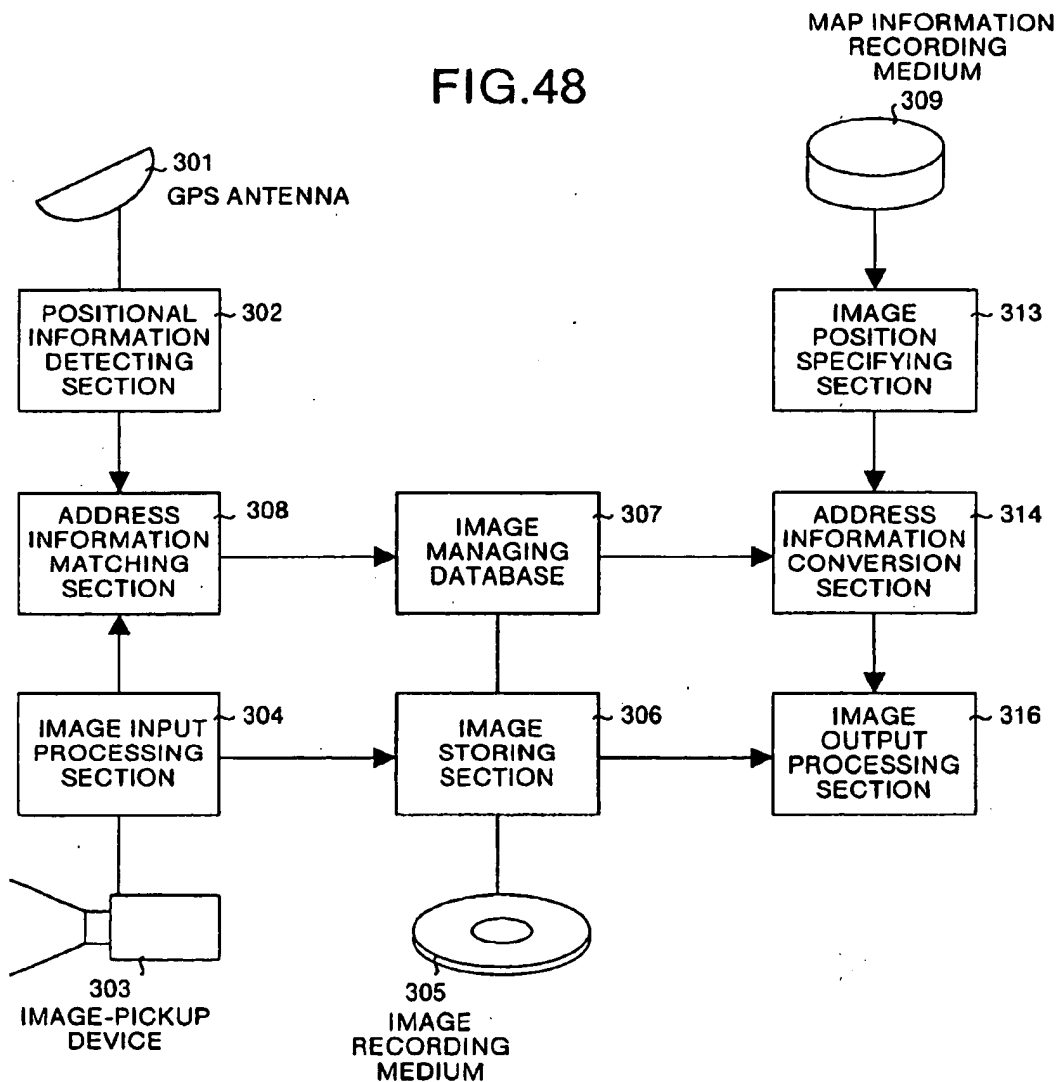 FIG.48
MAP INFORMATION
RECORDING
MEDIUM
309
301
GPS ANTENNA
POSITIONAL
INFORMATION
DETECTING
SECTION
302
IMAGE
POSITION
SPECIFYING
SECTION
313
ADDRESS
INFORMATION
MATCHING
SECTION
308
IMAGE
MANAGING
DATABASE
307
ADDRESS
INFORMATION
CONVERSION
SECTION
314
IMAGE INPUT
PROCESSING
SECTION
304
IMAGE
STORING
SECTION
306
IMAGE
OUTPUT
PROCESSING
SECTION
316
303
IMAGE-PICKUP
DEVICE
305
IMAGE
RECORDING
MEDIUM